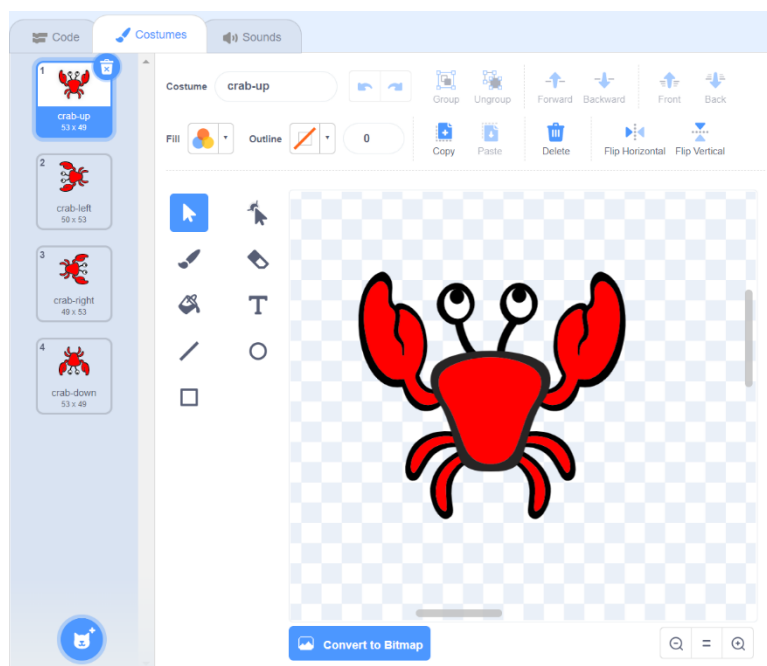 Code
Costumes
Sounds
1
crab-up
53 x 49
2
crab-left
50 x 53
3
crab-right
49 x 53
4
crab-down
53 x 49
Costume
crab-up
Group
Ungroup
Forward
Backward
Front
Back
Fill
Outline
0
Copy
Paste
Delete
Flip Horizontal
Flip Vertical
T
Convert to Bitmap
=